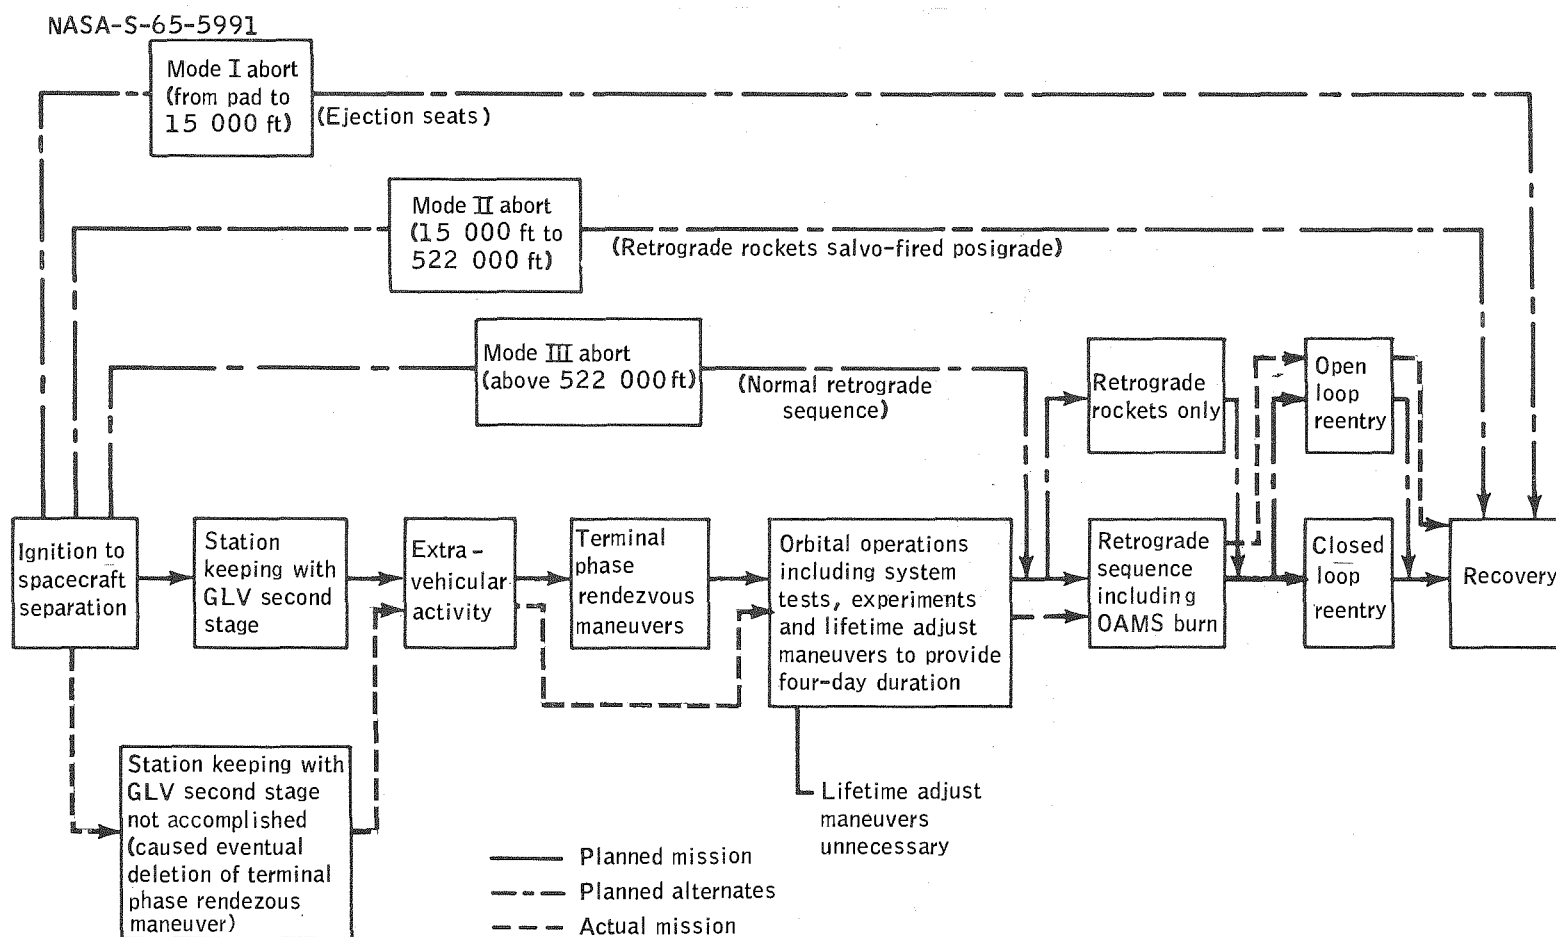 NASA-S-65-5991
Mode I abort
(from pad to
15 000 ft)
(Ejection seats)
Mode II abort
(15 000 ft to
522 000 ft)
(Retrograde rockets salvo-fired posigrade)
Mode III abort
(above 522 000 ft)
(Normal retrograde
sequence)
Retrograde
rockets only
Open
loop
reentry
Ignition to
spacecraft
separation
Station
keeping with
GLV second
stage
Extra-
vehicular
activity
Terminal
phase
rendezvous
maneuvers
Orbital operations
including system
tests, experiments
and lifetime adjust
maneuvers to provide
four-day duration
Retrograde
sequence
including
OAMS burn
Closed
loop
reentry
Recovery
Station keeping with
GLV second stage
not accomplished
(caused eventual
deletion of terminal
phase rendezous
maneuver)
Lifetime adjust
maneuvers
unnecessary
Planned mission
Planned alternates
Actual mission